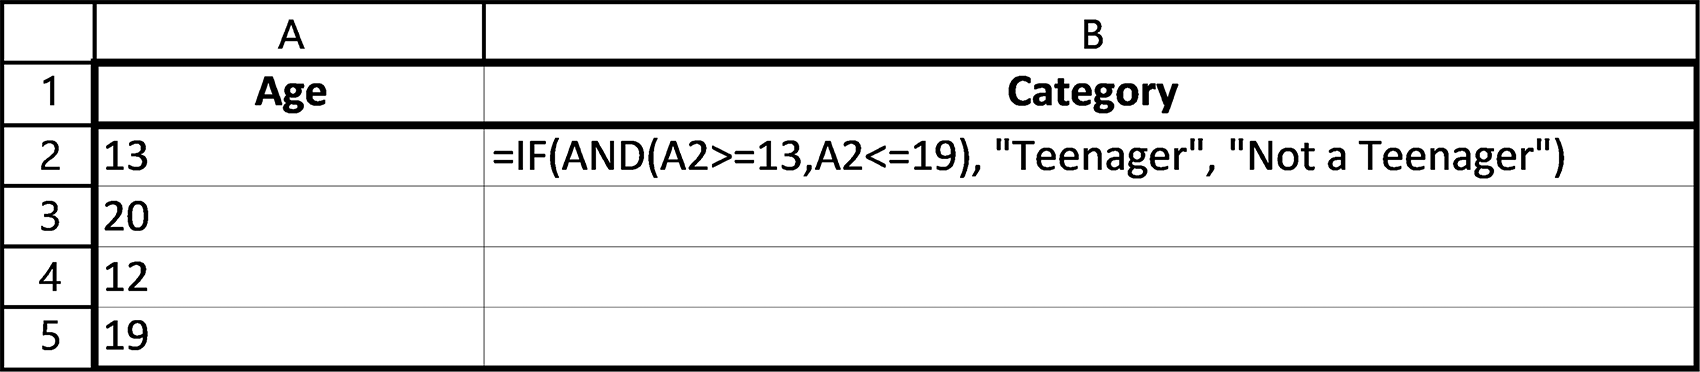 A B
1 Age Category
2 13 =IF(AND(A2>=13,A2<=19), "Teenager", "Not a Teenager")
3 20
4 12
5 19